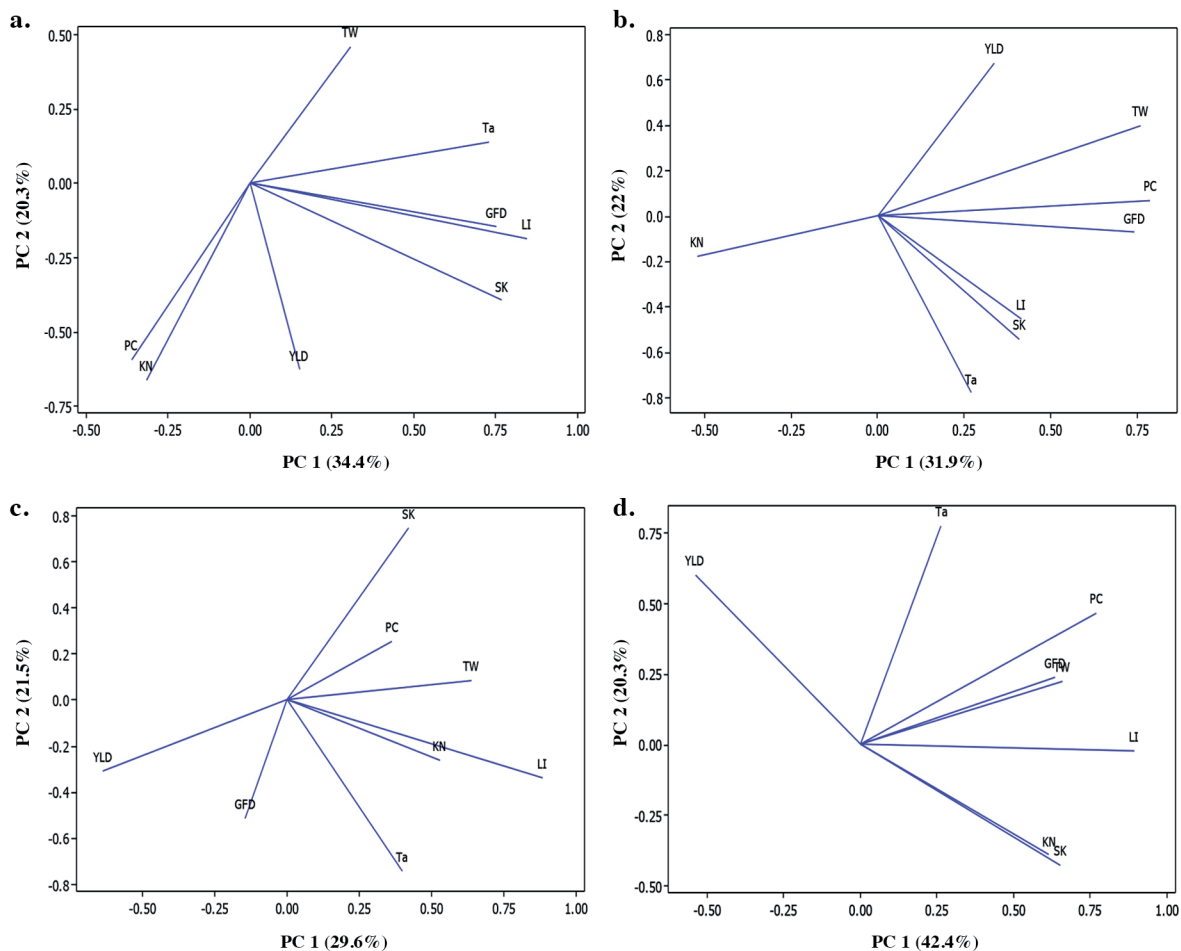 a.
0.50
0.25
0.00
-0.25
-0.50
-0.75
PC 2 (20.3%)
TW
Ta
GFD
LI
SK
YLD
PC
KN
-0.50
-0.25
0.00
0.25
0.50
0.75
1.00
PC 1 (34.4%)
b.
0.8
0.6
0.4
0.2
0.0
-0.2
-0.4
-0.6
-0.8
PC 2 (22%)
YLD
TW
PC
GFD
KN
LI
SK
Ta
-0.50
-0.25
0.00
0.25
0.50
0.75
PC 1 (31.9%)
c.
0.8
0.6
0.4
0.2
0.0
-0.2
-0.4
-0.6
-0.8
PC 2 (21.5%)
SK
PC
TW
KN
LI
YLD
GFD
Ta
-0.50
-0.25
0.00
0.25
0.50
0.75
1.00
PC 1 (29.6%)
d.
0.75
0.50
0.25
0.00
-0.25
-0.50
PC 2 (20.3%)
Ta
YLD
PC
GFD
TW
LI
KN
SK
-0.50
-0.25
0.00
0.25
0.50
0.75
1.00
PC 1 (42.4%)